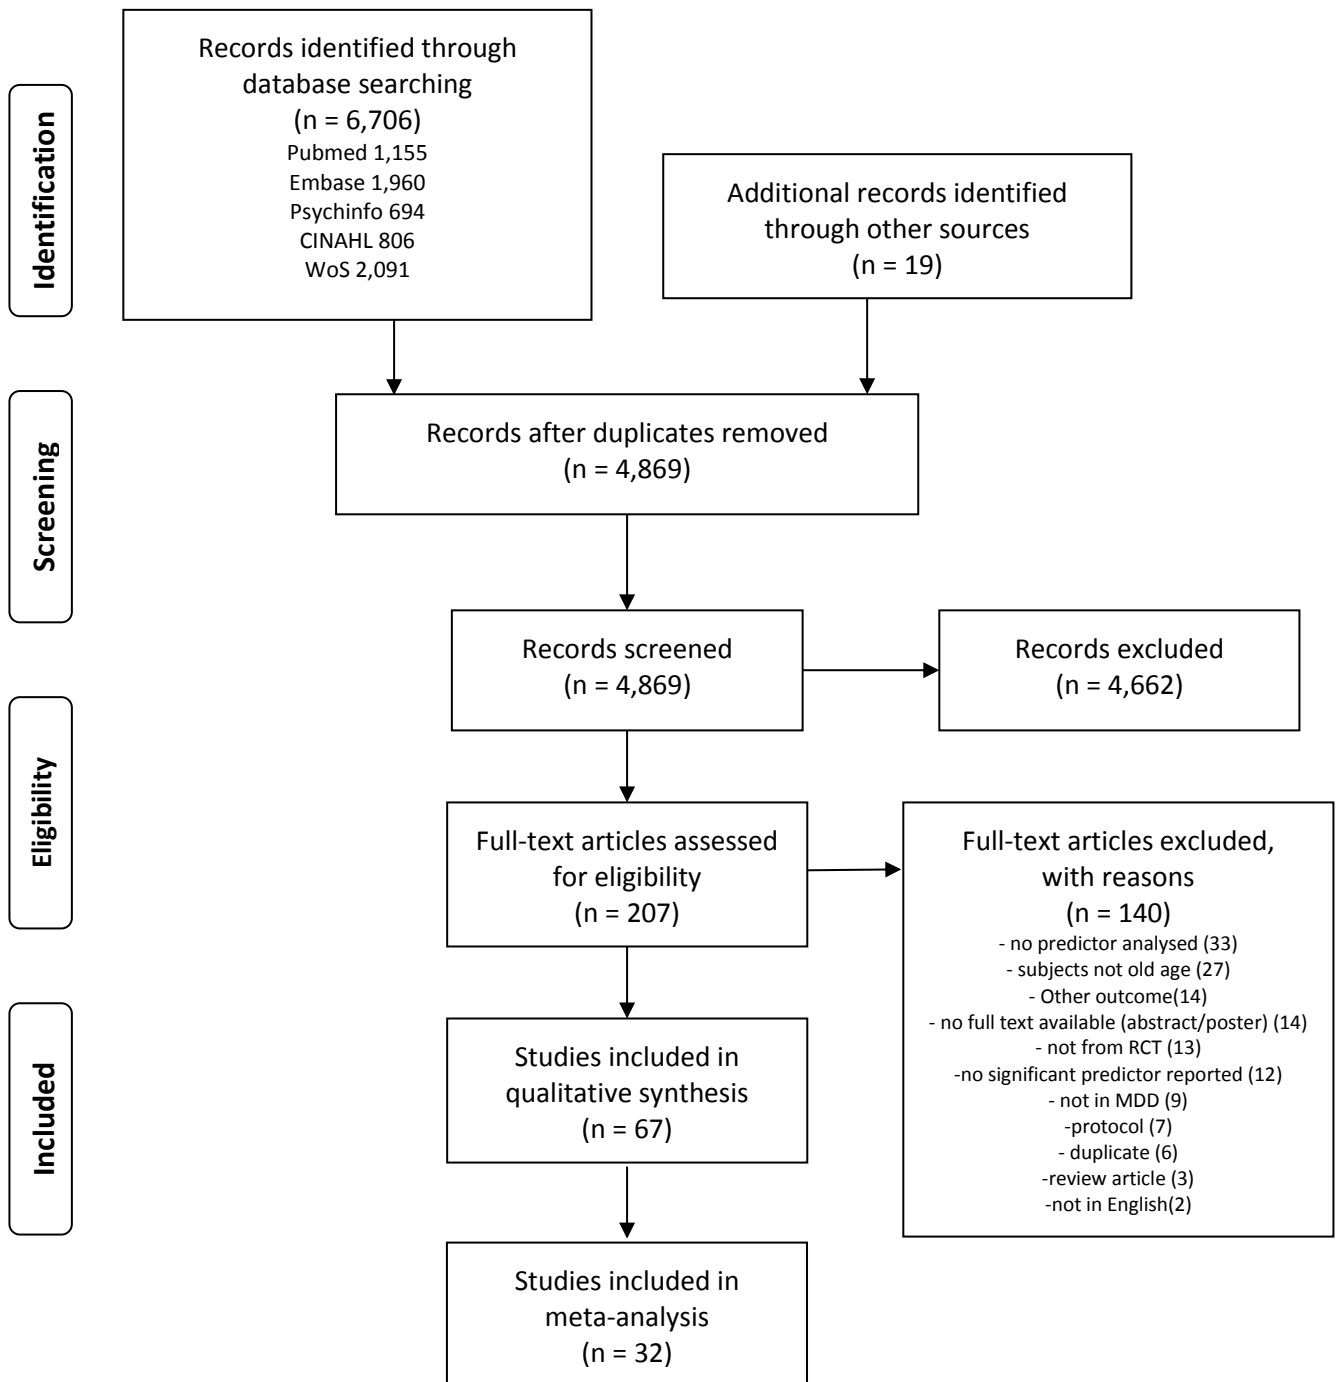 Identification
Records identified through
database searching
(n = 6,706)
Pubmed 1,155
Embase 1,960
Psychinfo 694
CINAHL 806
WoS 2,091
Additional records identified
through other sources
(n = 19)
Screening
Records after duplicates removed
(n = 4,869)
Records screened
(n = 4,869)
Records excluded
(n = 4,662)
Eligibility
Full-text articles assessed
for eligibility
(n = 207)
Full-text articles excluded,
with reasons
(n = 140)
- no predictor analysed (33)
- subjects not old age (27)
- Other outcome(14)
- no full text available (abstract/poster) (14)
- not from RCT (13)
-no significant predictor reported (12)
- not in MDD (9)
-protocol (7)
- duplicate (6)
-review article (3)
-not in English(2)
Included
Studies included in
qualitative synthesis
(n = 67)
Studies included in
meta-analysis
(n = 32)